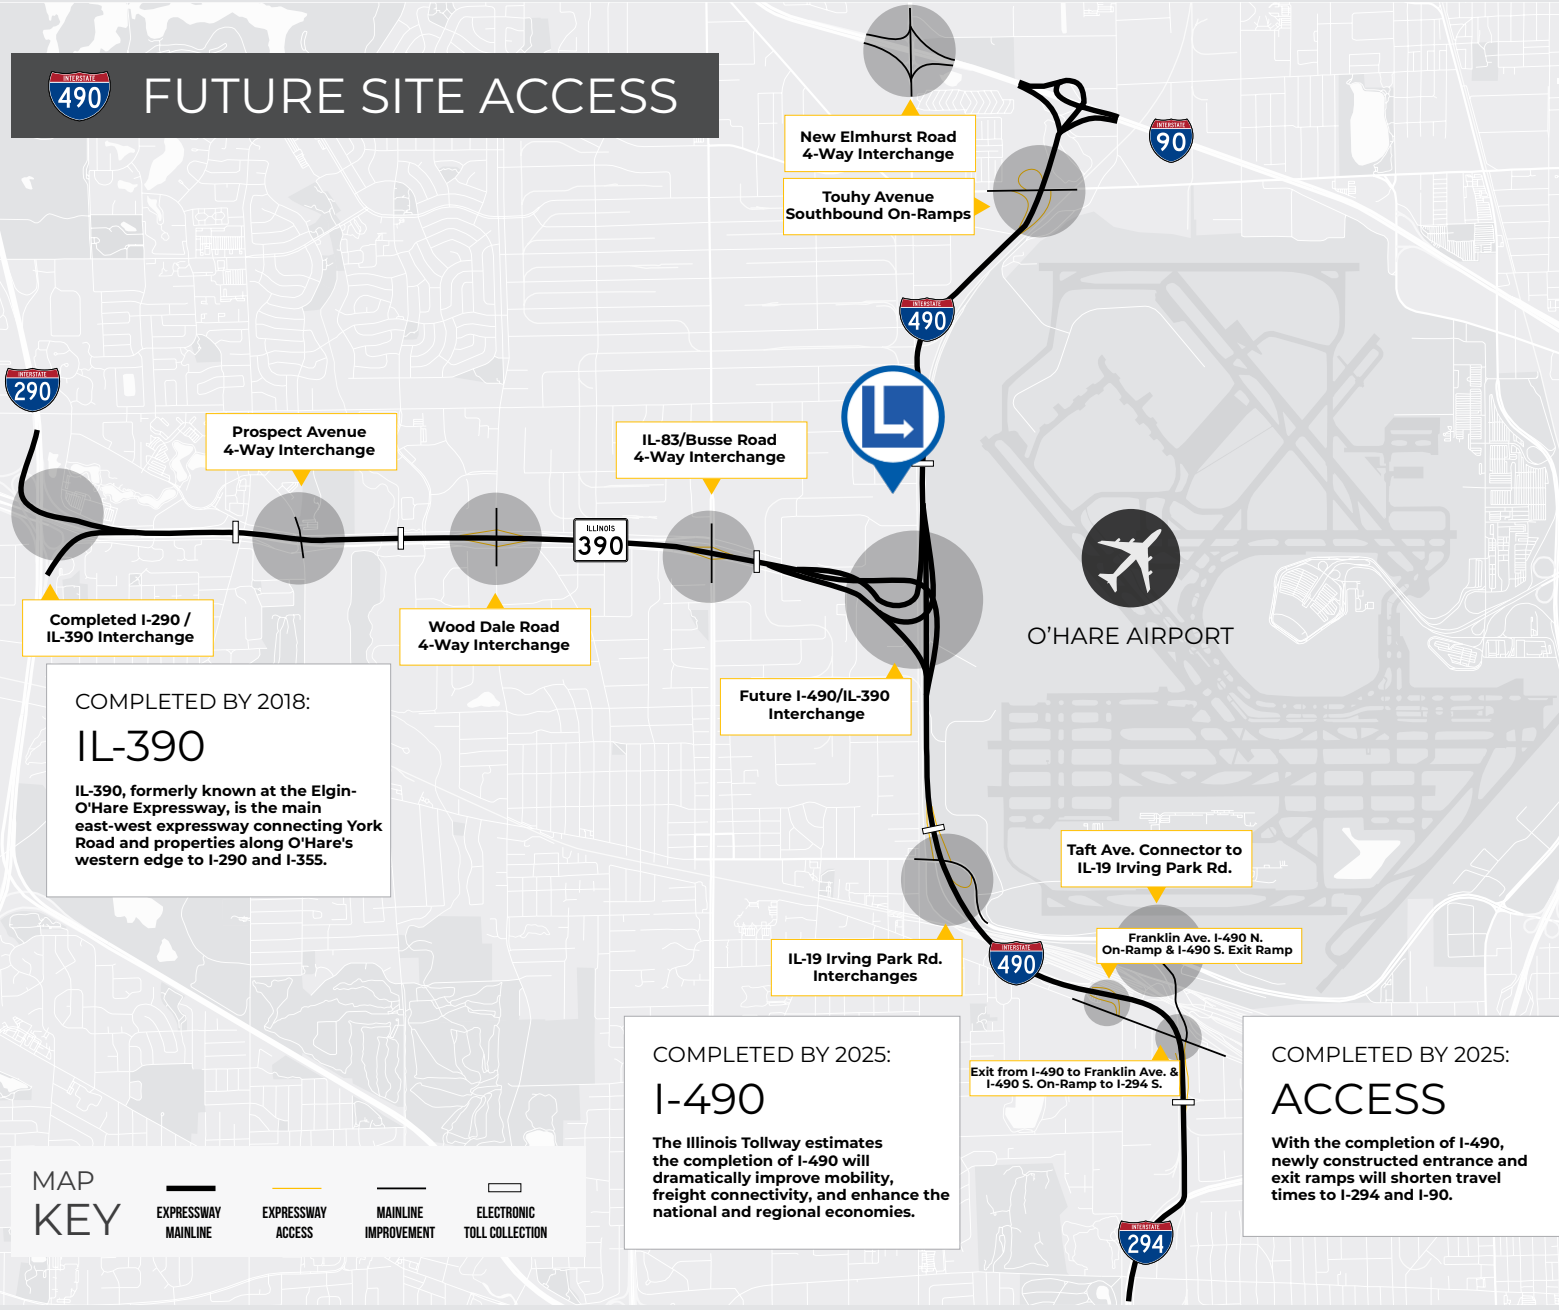 INTERSTATE
490
FUTURE SITE ACCESS
New Elmhurst Road
4-Way Interchange
INTERSTATE
90
Touhy Avenue
Southbound On-Ramps
INTERSTATE
490
INTERSTATE
290
Prospect Avenue
4-Way Interchange
IL-83/Busse Road
4-Way Interchange
L
ILLINOIS
390
Completed I-290 /
IL-390 Interchange
Wood Dale Road
4-Way Interchange
O'HARE AIRPORT
Future I-490/IL-390
Interchange
COMPLETED BY 2018:
IL-390
IL-390, formerly known at the Elgin-
O'Hare Expressway, is the main
east-west expressway connecting York
Road and properties along O'Hare's
western edge to I-290 and I-355.
Taft Ave. Connector to
IL-19 Irving Park Rd.
Franklin Ave. I-490 N.
On-Ramp & I-490 S. Exit Ramp
IL-19 Irving Park Rd.
Interchanges
INTERSTATE
490
Exit from I-490 to Franklin Ave. &
I-490 S. On-Ramp to I-294 S.
COMPLETED BY 2025:
I-490
The Illinois Tollway estimates
the completion of I-490 will
dramatically improve mobility,
freight connectivity, and enhance the
national and regional economies.
COMPLETED BY 2025:
ACCESS
With the completion of I-490,
newly constructed entrance and
exit ramps will shorten travel
times to I-294 and I-90.
INTERSTATE
294
MAP
KEY
EXPRESSWAY
MAINLINE
EXPRESSWAY
ACCESS
MAINLINE
IMPROVEMENT
ELECTRONIC
TOLL COLLECTION